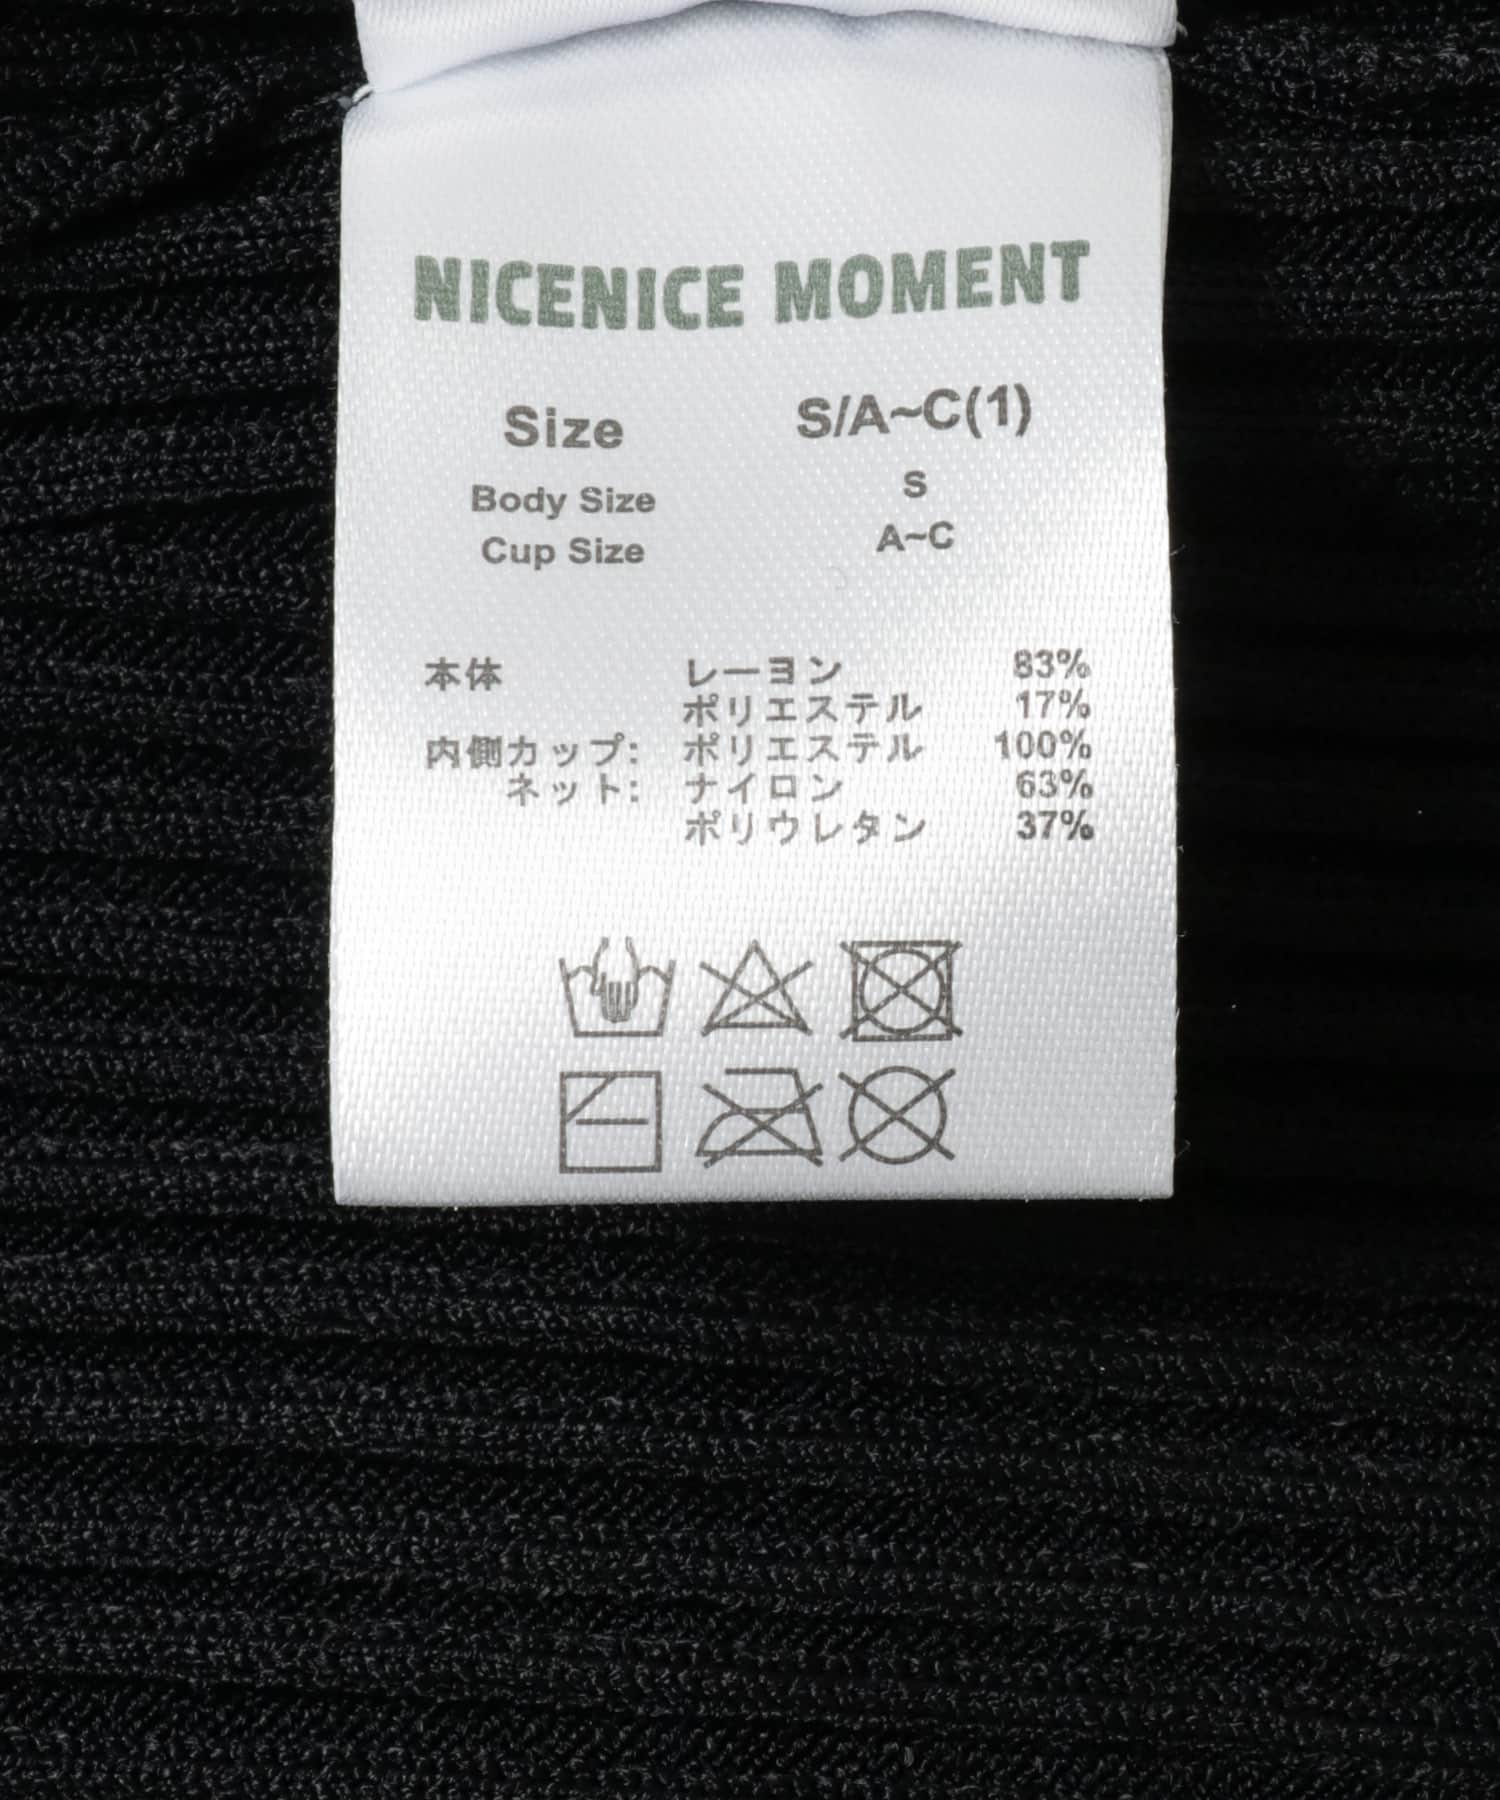 NICENICE MOMENT
Size S/A~C(1)
Body Size S
Cup Size A~C
本体 レーヨン 83%
ポリエステル 17%
内側カップ: ポリエステル 100%
ネット: ナイロン 63%
ポリウレタン 37%